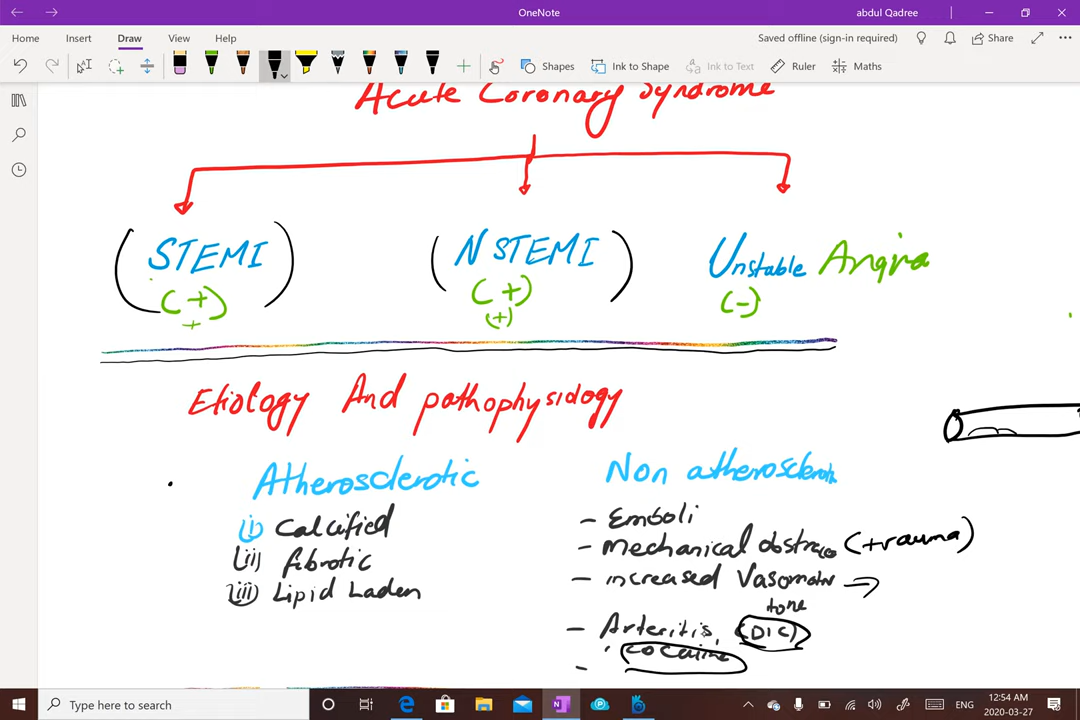 OneNote
abdul Qadree
Home Insert Draw View Help
Saved offline (sign-in required) Share
Shapes Ink to Shape Ink to Text Ruler Maths
Acute Coronary Syndrome
(STEMI) (NSTEMI) Unstable Angina
(+) (+) (-)
+ (+)
Etiology And pathophysiology
Atherosclerotic
(i) Calcified
(ii) fibrotic
(iii) Lipid Laden
Non atherosclerotic
- Emboli
- Mechanical (trauma)
- increased Vasomotor →
tone
- Arteritis, (DIC)
cocaine
-
Type here to search
ENG
12:54 AM
2020-03-27